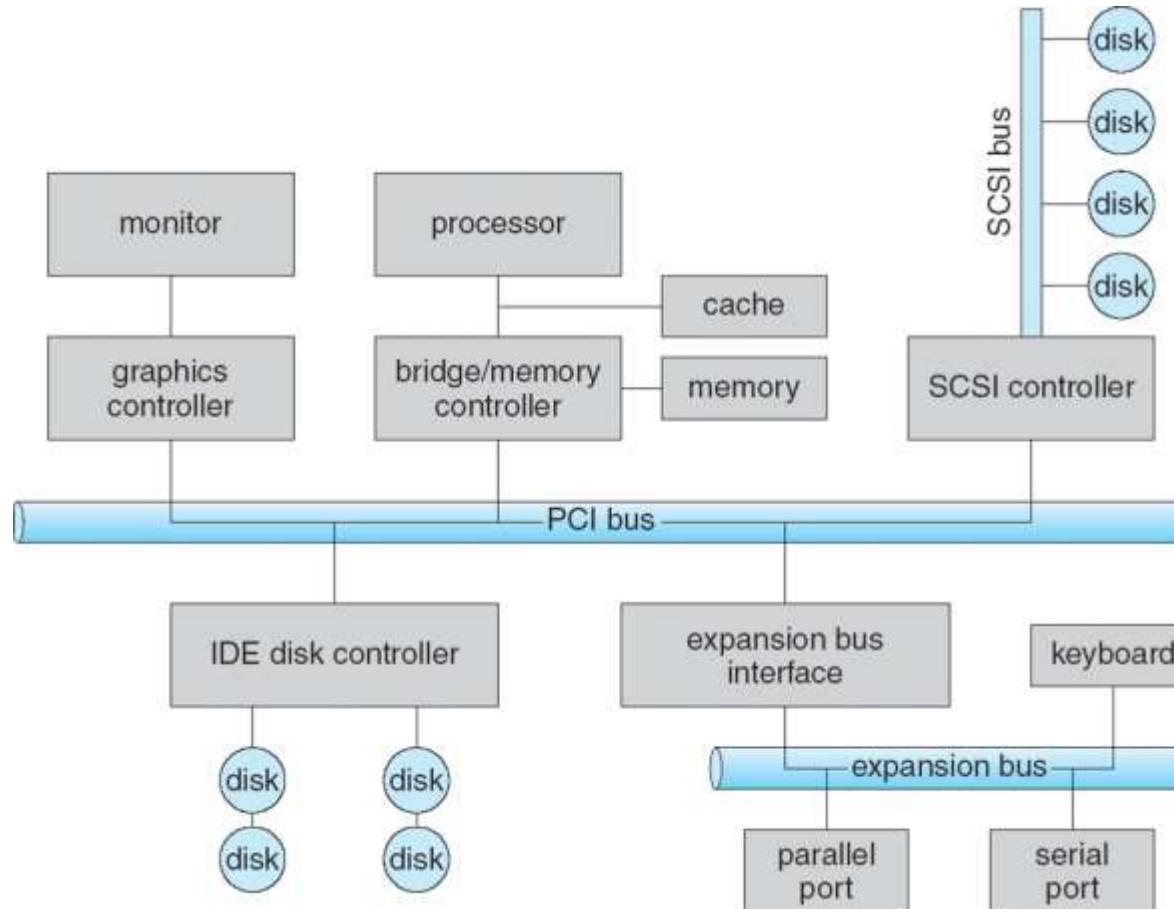 disk
disk
disk
disk
SCSI bus
monitor
processor
cache
graphics
controller
bridge/memory
controller
memory
SCSI controller
PCI bus
IDE disk controller
expansion bus
interface
keyboard
disk
disk
disk
disk
expansion bus
parallel
port
serial
port